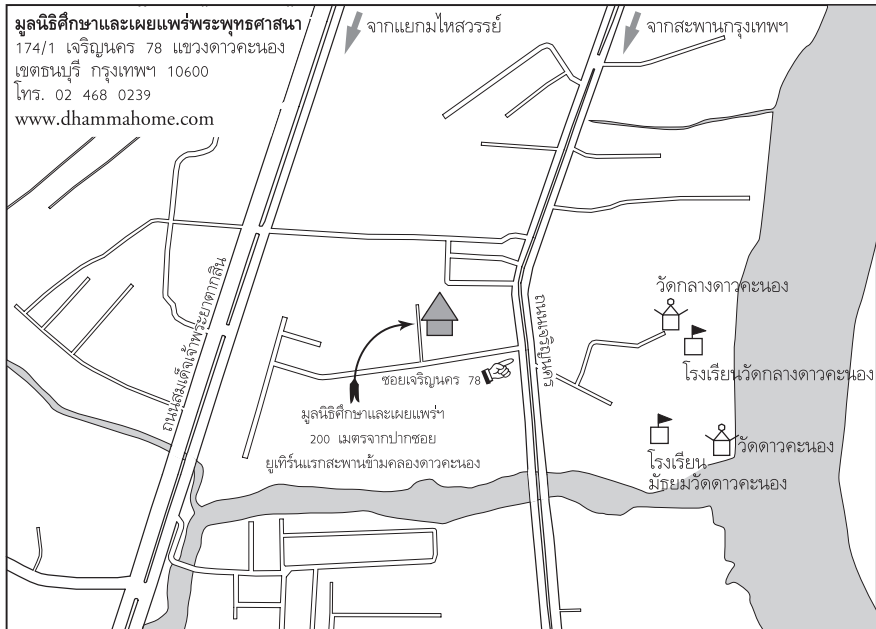 มูลนิธิศึกษาและเผยแพร่พระพุทธศาสนา
174/1 เจริญนคร 78 แขวงดาวคะนอง
เขตธนบุรี กรุงเทพฯ 10600
โทร. 02 468 0239
www.dhammahome.com
จากแยกมไหสวรรย์
จากสะพานกรุงเทพฯ
ถนนสมเด็จเจ้าพระยาตากสิน
ถนนเจริญนคร
วัดกลางดาวคะนอง
โรงเรียนวัดกลางดาวคะนอง
ซอยเจริญนคร 78
มูลนิธิศึกษาและเผยแพร่ฯ
200 เมตรจากปากซอย
ยูเทิร์นแรกสะพานข้ามคลองดาวคะนอง
วัดดาวคะนอง
โรงเรียน-
มัธยมวัดดาวคะนอง